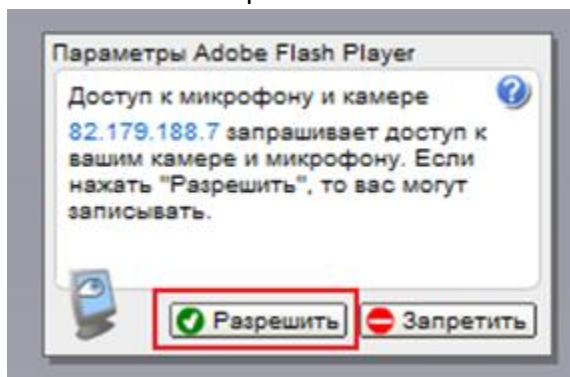 Параметры Adobe Flash Player
Доступ к микрофону и камере
82.179.188.7 запрашивает доступ к
вашим камере и микрофону. Если
нажать "Разрешить", то вас могут
записывать.
Разрешить Запретить